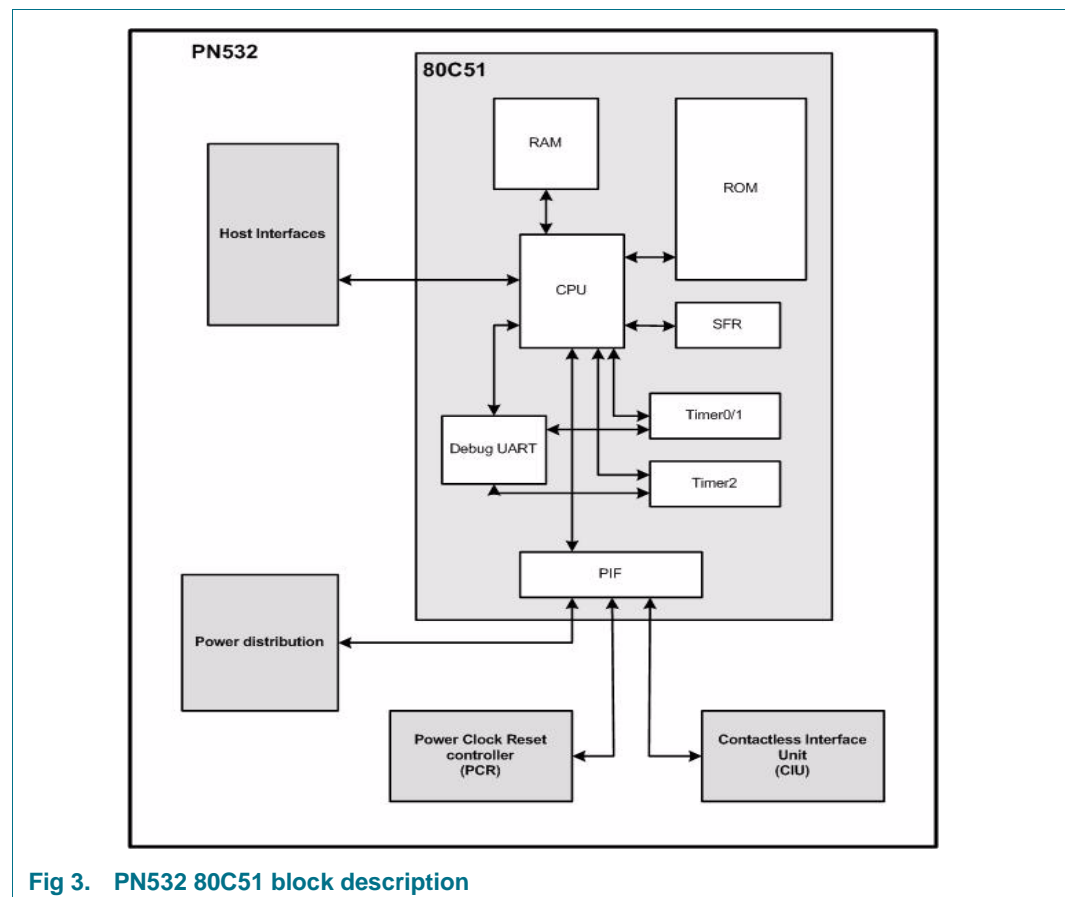 PN532
80C51
RAM
ROM
Host Interfaces
CPU
SFR
Timer0/1
Debug UART
Timer2
PIF
Power distribution
Power Clock Reset
controller
(PCR)
Contactless Interface
Unit
(CIU)
Fig 3. PN532 80C51 block description